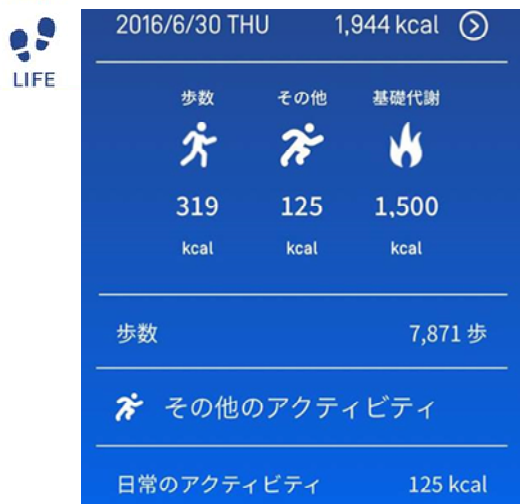 LIFE
2016/6/30 THU 1,944 kcal
歩数 その他 基礎代謝
319 125 1,500
kcal kcal kcal
歩数 7,871 歩
その他のアクティビティ
日常のアクティビティ 125 kcal